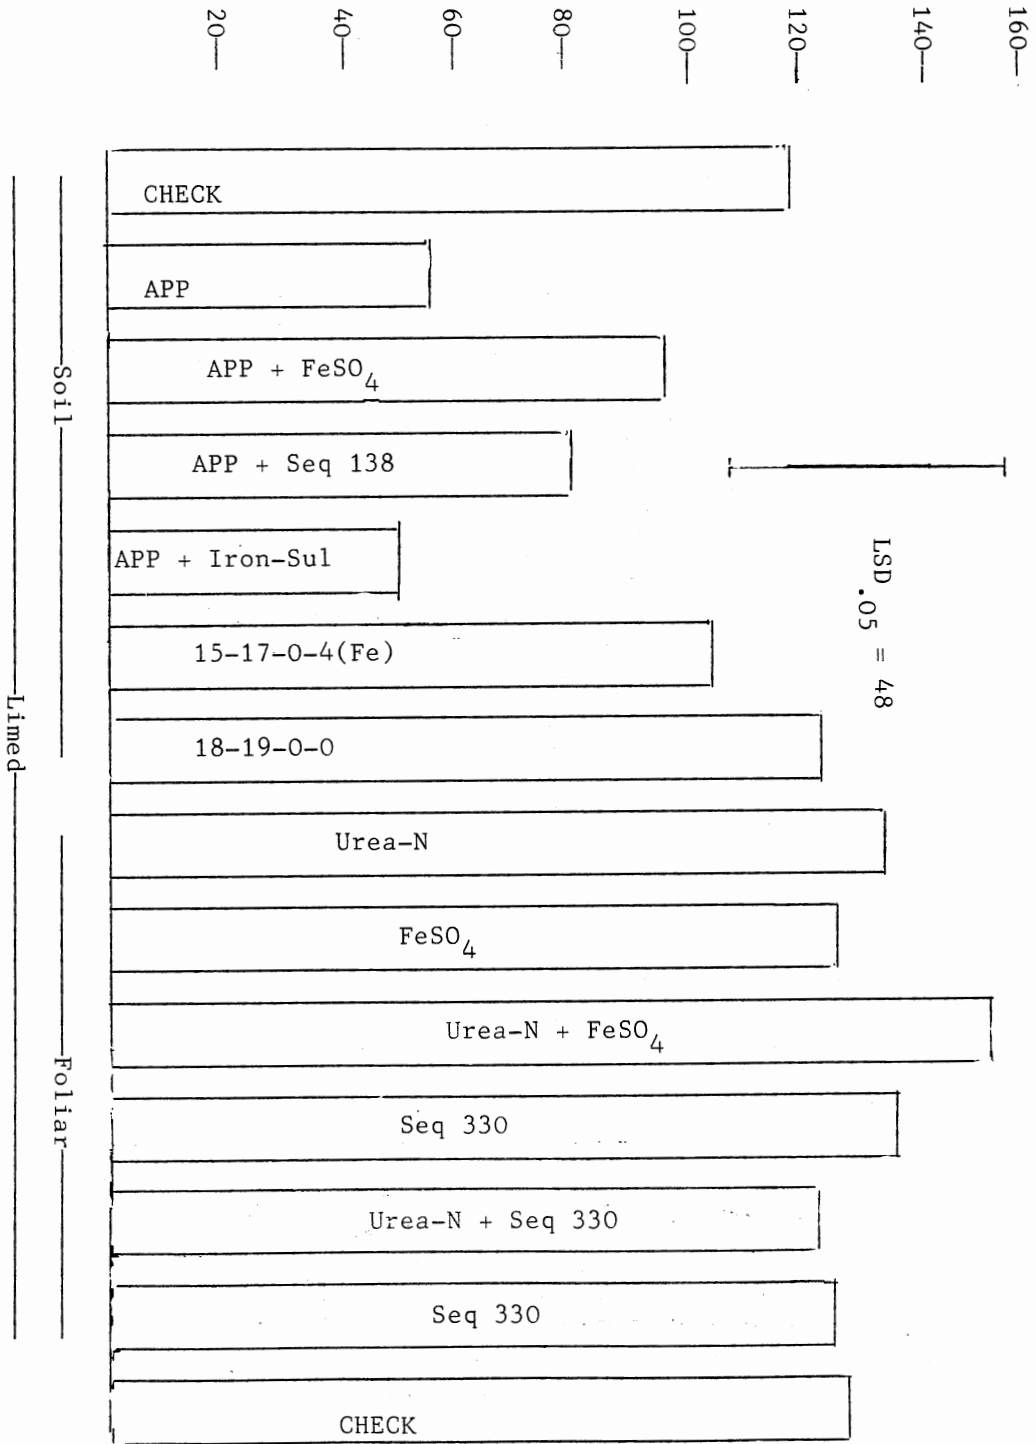 20—
40—
60—
80—
100—
120—
140—
160—
CHECK
APP
APP + FeSO4
APP + Seq 138
APP + Iron-Sul
15-17-0-4(Fe)
18-19-0-0
Urea-N
FeSO4
Urea-N + FeSO4
Seq 330
Urea-N + Seq 330
Seq 330
CHECK
LSD .05 = 48
Soil
Foliar
Limed